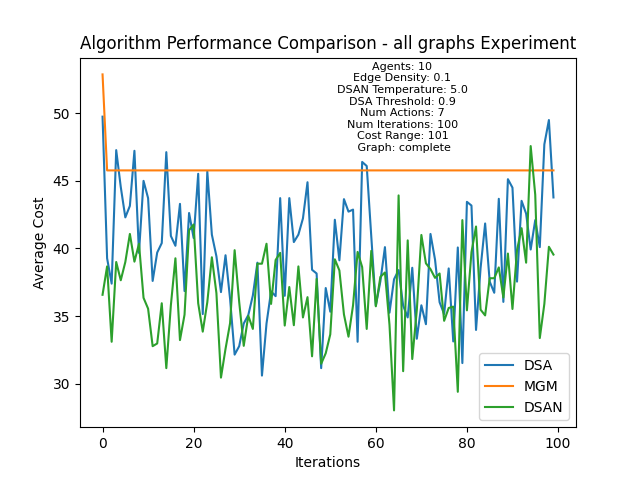 Algorithm Performance Comparison - all graphs Experiment
Agents: 10
Edge Density: 0.1
DSAN Temperature: 5.0
DSA Threshold: 0.9
Num Actions: 7
Num Iterations: 100
Cost Range: 101
Graph: complete
Average Cost
50
45
40
35
30
0
20
40
60
80
100
Iterations
DSA
MGM
DSAN